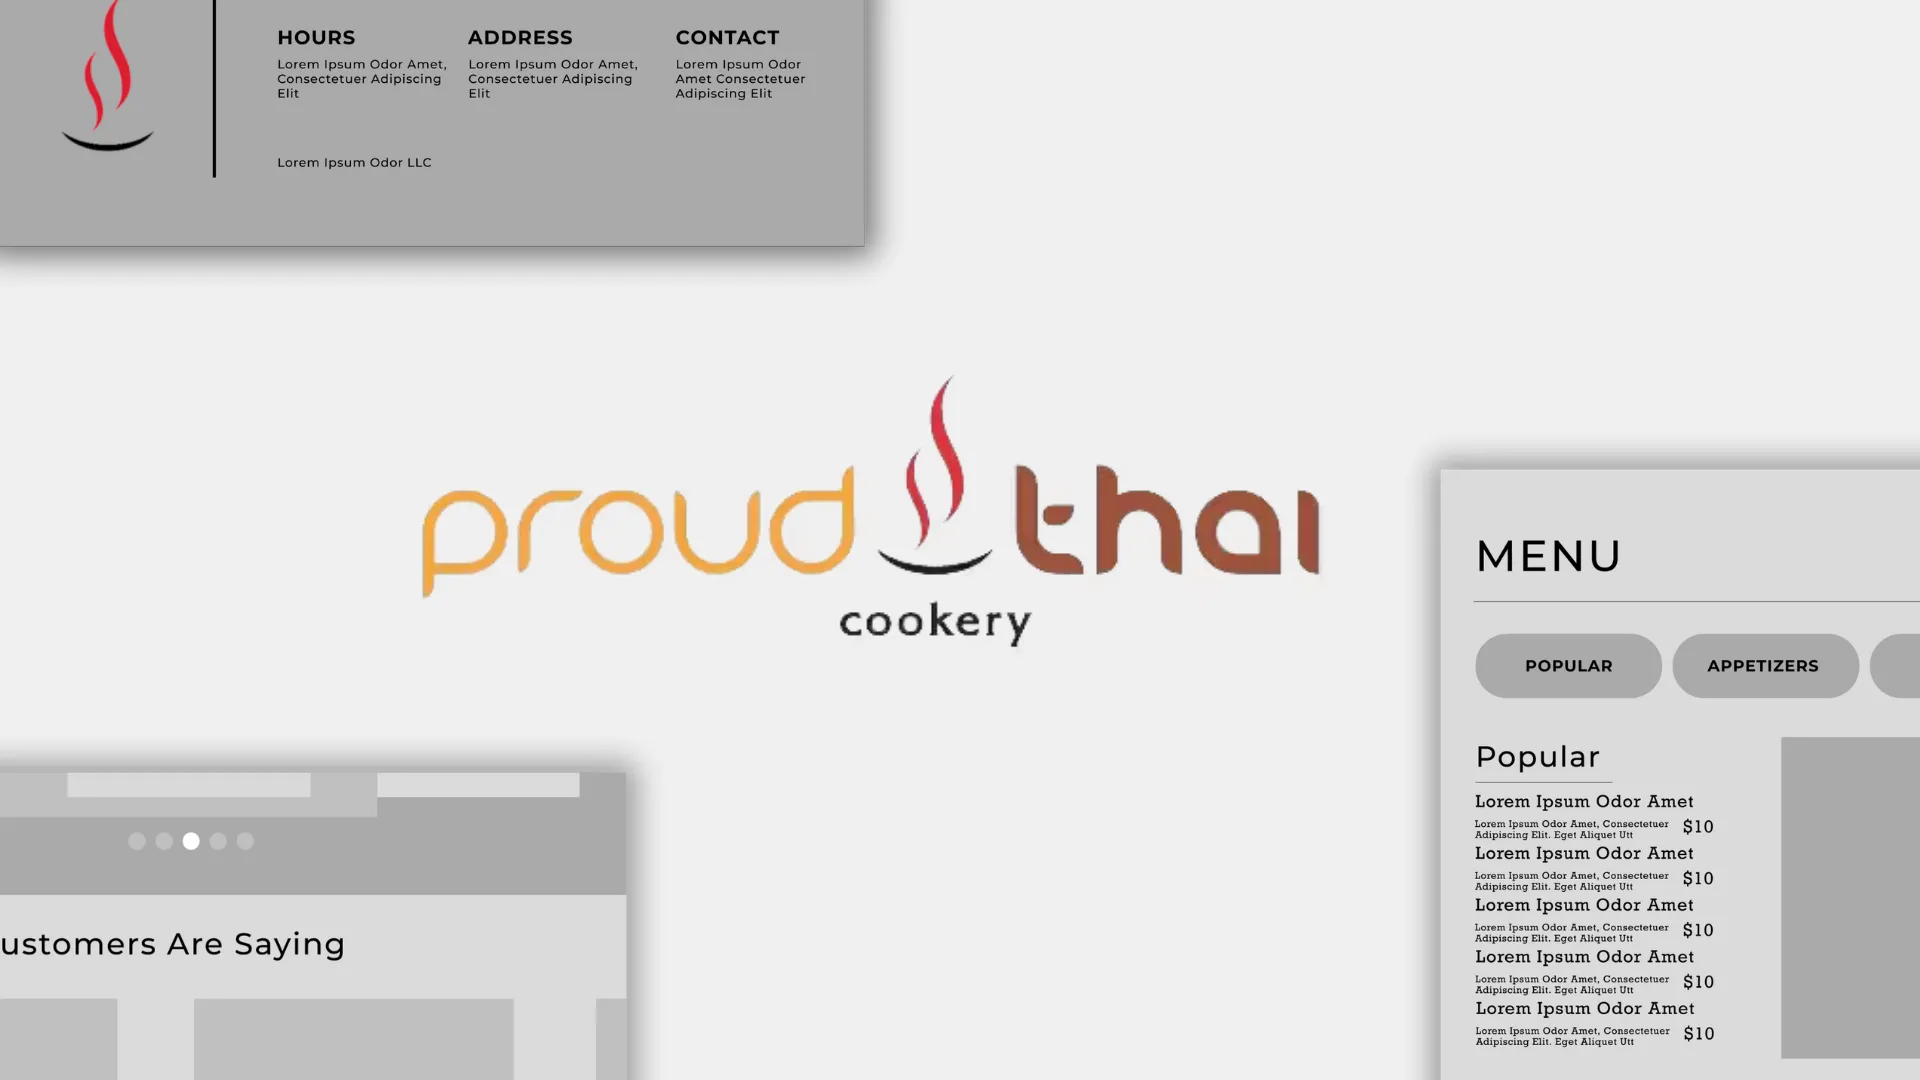 HOURS
Lorem Ipsum Odor Amet,
Consectetuer Adipiscing
Elit
ADDRESS
Lorem Ipsum Odor Amet,
Consectetuer Adipiscing
Elit
CONTACT
Lorem Ipsum Odor
Amet Consectetuer
Adipiscing Elit
Lorem Ipsum Odor LLC
proud thai
cookery
MENU
POPULAR
APPETIZERS
Popular
Lorem Ipsum Odor Amet
Lorem Ipsum Odor Amet, Consectetuer
Adipiscing Elit. Eget Aliquet Utt
$10
Lorem Ipsum Odor Amet
Lorem Ipsum Odor Amet, Consectetuer
Adipiscing Elit. Eget Aliquet Utt
$10
Lorem Ipsum Odor Amet
Lorem Ipsum Odor Amet, Consectetuer
Adipiscing Elit. Eget Aliquet Utt
$10
Lorem Ipsum Odor Amet
Lorem Ipsum Odor Amet, Consectetuer
Adipiscing Elit. Eget Aliquet Utt
$10
Lorem Ipsum Odor Amet
Lorem Ipsum Odor Amet, Consectetuer
Adipiscing Elit. Eget Aliquet Utt
$10
ustomers Are Saying